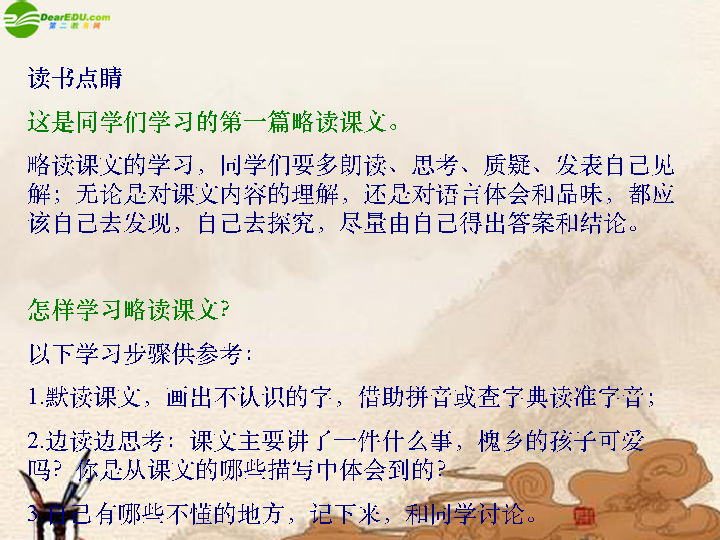 DearEDU.com
第二教育网
读书点睛
这是同学们学习的第一篇略读课文。
略读课文的学习，同学们要多朗读、思考、质疑、发表自己见
解；无论是对课文内容的理解，还是对语言体会和品味，都应
该自己去发现，自己去探究，尽量由自己得出答案和结论。
怎样学习略读课文？
以下学习步骤供参考：
1.默读课文，画出不认识的字，借助拼音或查字典读准字音；
2.边读边思考：课文主要讲了一件什么事，槐乡的孩子可爱
吗？你是从课文的哪些描写中体会到的？
3.自己有哪些不懂的地方，记下来，和同学讨论。